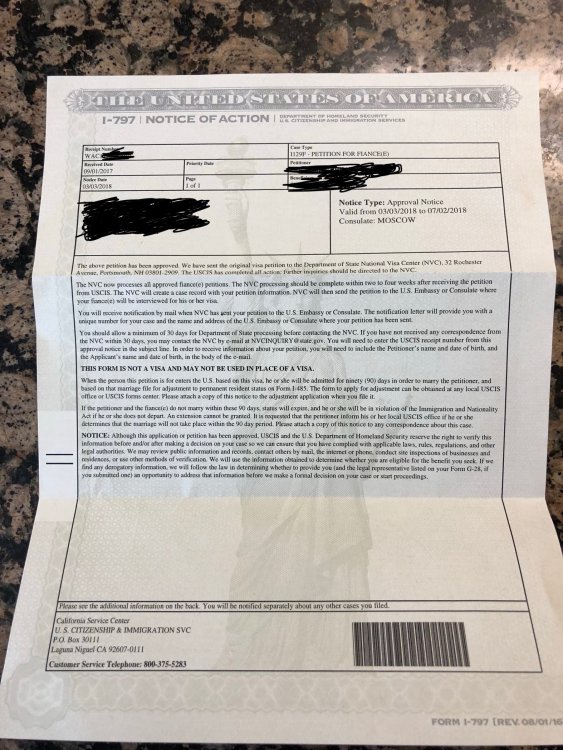 THE UNITED STATES OF AMERICA
I-797 | NOTICE OF ACTION | DEPARTMENT OF HOMELAND SECURITY
U.S. CITIZENSHIP AND IMMIGRATION SERVICES
Receipt Number
WAC
Case Type
I129F - PETITION FOR FIANCE(E)
Received Date
09/01/2017
Priority Date
Petitioner
Notice Date
03/03/2018
Page
1 of 1
Notice Type: Approval Notice
Valid from 03/03/2018 to 07/02/2018
Consulate: MOSCOW
The above petition has been approved. We have sent the original visa petition to the Department of State National Visa Center (NVC), 32 Rochester
Avenue, Portsmouth, NH 03801-2909. The USCIS has completed all action; further inquiries should be directed to the NVC.
The NVC now processes all approved fiance(e) petitions. The NVC processing should be complete within two to four weeks after receiving the petition
from USCIS. The NVC will create a case record with your petition information. NVC will then send the petition to the U.S. Embassy or Consulate where
your fiance(e) will be interviewed for his or her visa.
You will receive notification by mail when NVC has sent your petition to the U.S. Embassy or Consulate. The notification letter will provide you with a
unique number for your case and the name and address of the U.S. Embassy or Consulate where your petition has been sent.
You should allow a minimum of 30 days for Department of State processing before contacting the NVC. If you have not received any correspondence from
the NVC within 30 days, you may contact the NVC by e-mail at NVCINQUIRY@state.gov. You will need to enter the USCIS receipt number from this
approval notice in the subject line. In order to receive information about your petition, you will need to include the Petitioner's name and date of birth, and
the Applicant's name and date of birth, in the body of the e-mail.
THIS FORM IS NOT A VISA AND MAY NOT BE USED IN PLACE OF A VISA.
When the person this petition is for enters the U.S. based on this visa, he or she will be admitted for ninety (90) days in order to marry the petitioner, and
based on that marriage file for adjustment to permanent resident status on Form I-485. The form to apply for adjustment can be obtained at any local USCIS
office or USCIS forms center. Please attach a copy of this notice to the adjustment application when you file it.
If the petitioner and the fiance(e) do not marry within those 90 days, status will expire, and he or she will be in violation of the Immigration and Nationality
Act if he or she does not depart. An extension cannot be granted. It is requested that the petitioner inform his or her local USCIS office if he or she
determines that the marriage will not take place within the 90 day period. Please attach a copy of this notice to any correspondence about this case.
NOTICE: Although this application or petition has been approved, USCIS and the U.S. Department of Homeland Security reserve the right to verify this
information before and/or after making a decision on your case so we can ensure that you have complied with applicable laws, rules, regulations, and other
legal authorities. We may review public information and records, contact others by mail, the internet or phone, conduct site inspections of businesses and
residences, or use other methods of verification. We will use the information obtained to determine whether you are eligible for the benefit you seek. If we
find any derogatory information, we will follow the law in determining whether to provide you (and the legal representative listed on your Form G-28, if
you submitted one) an opportunity to address that information before we make a formal decision on your case or start proceedings.
Please see the additional information on the back. You will be notified separately about any other cases you filed.
California Service Center
U. S. CITIZENSHIP & IMMIGRATION SVC
P.O. Box 30111
Laguna Niguel CA 92607-0111
Customer Service Telephone: 800-375-5283
FORM I-797 [REV. 08/01/16